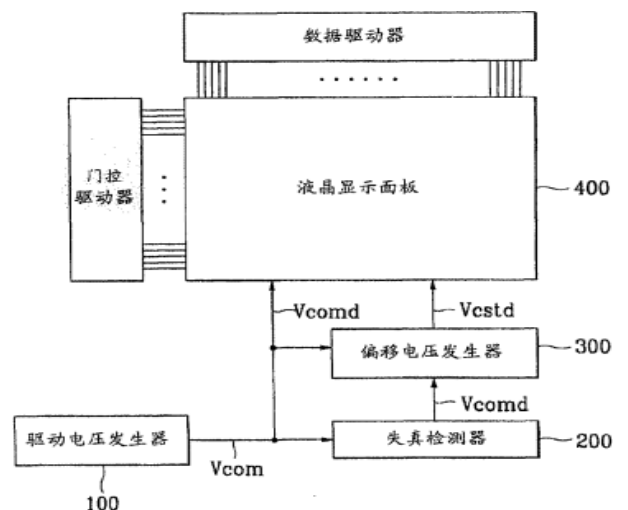 数据驱动器
门控
驱动器
液晶显示面板
400
Vcomd
Vcstd
偏移电压发生器
300
Vcomd
驱动电压发生器
Vcom
失真检测器
200
100